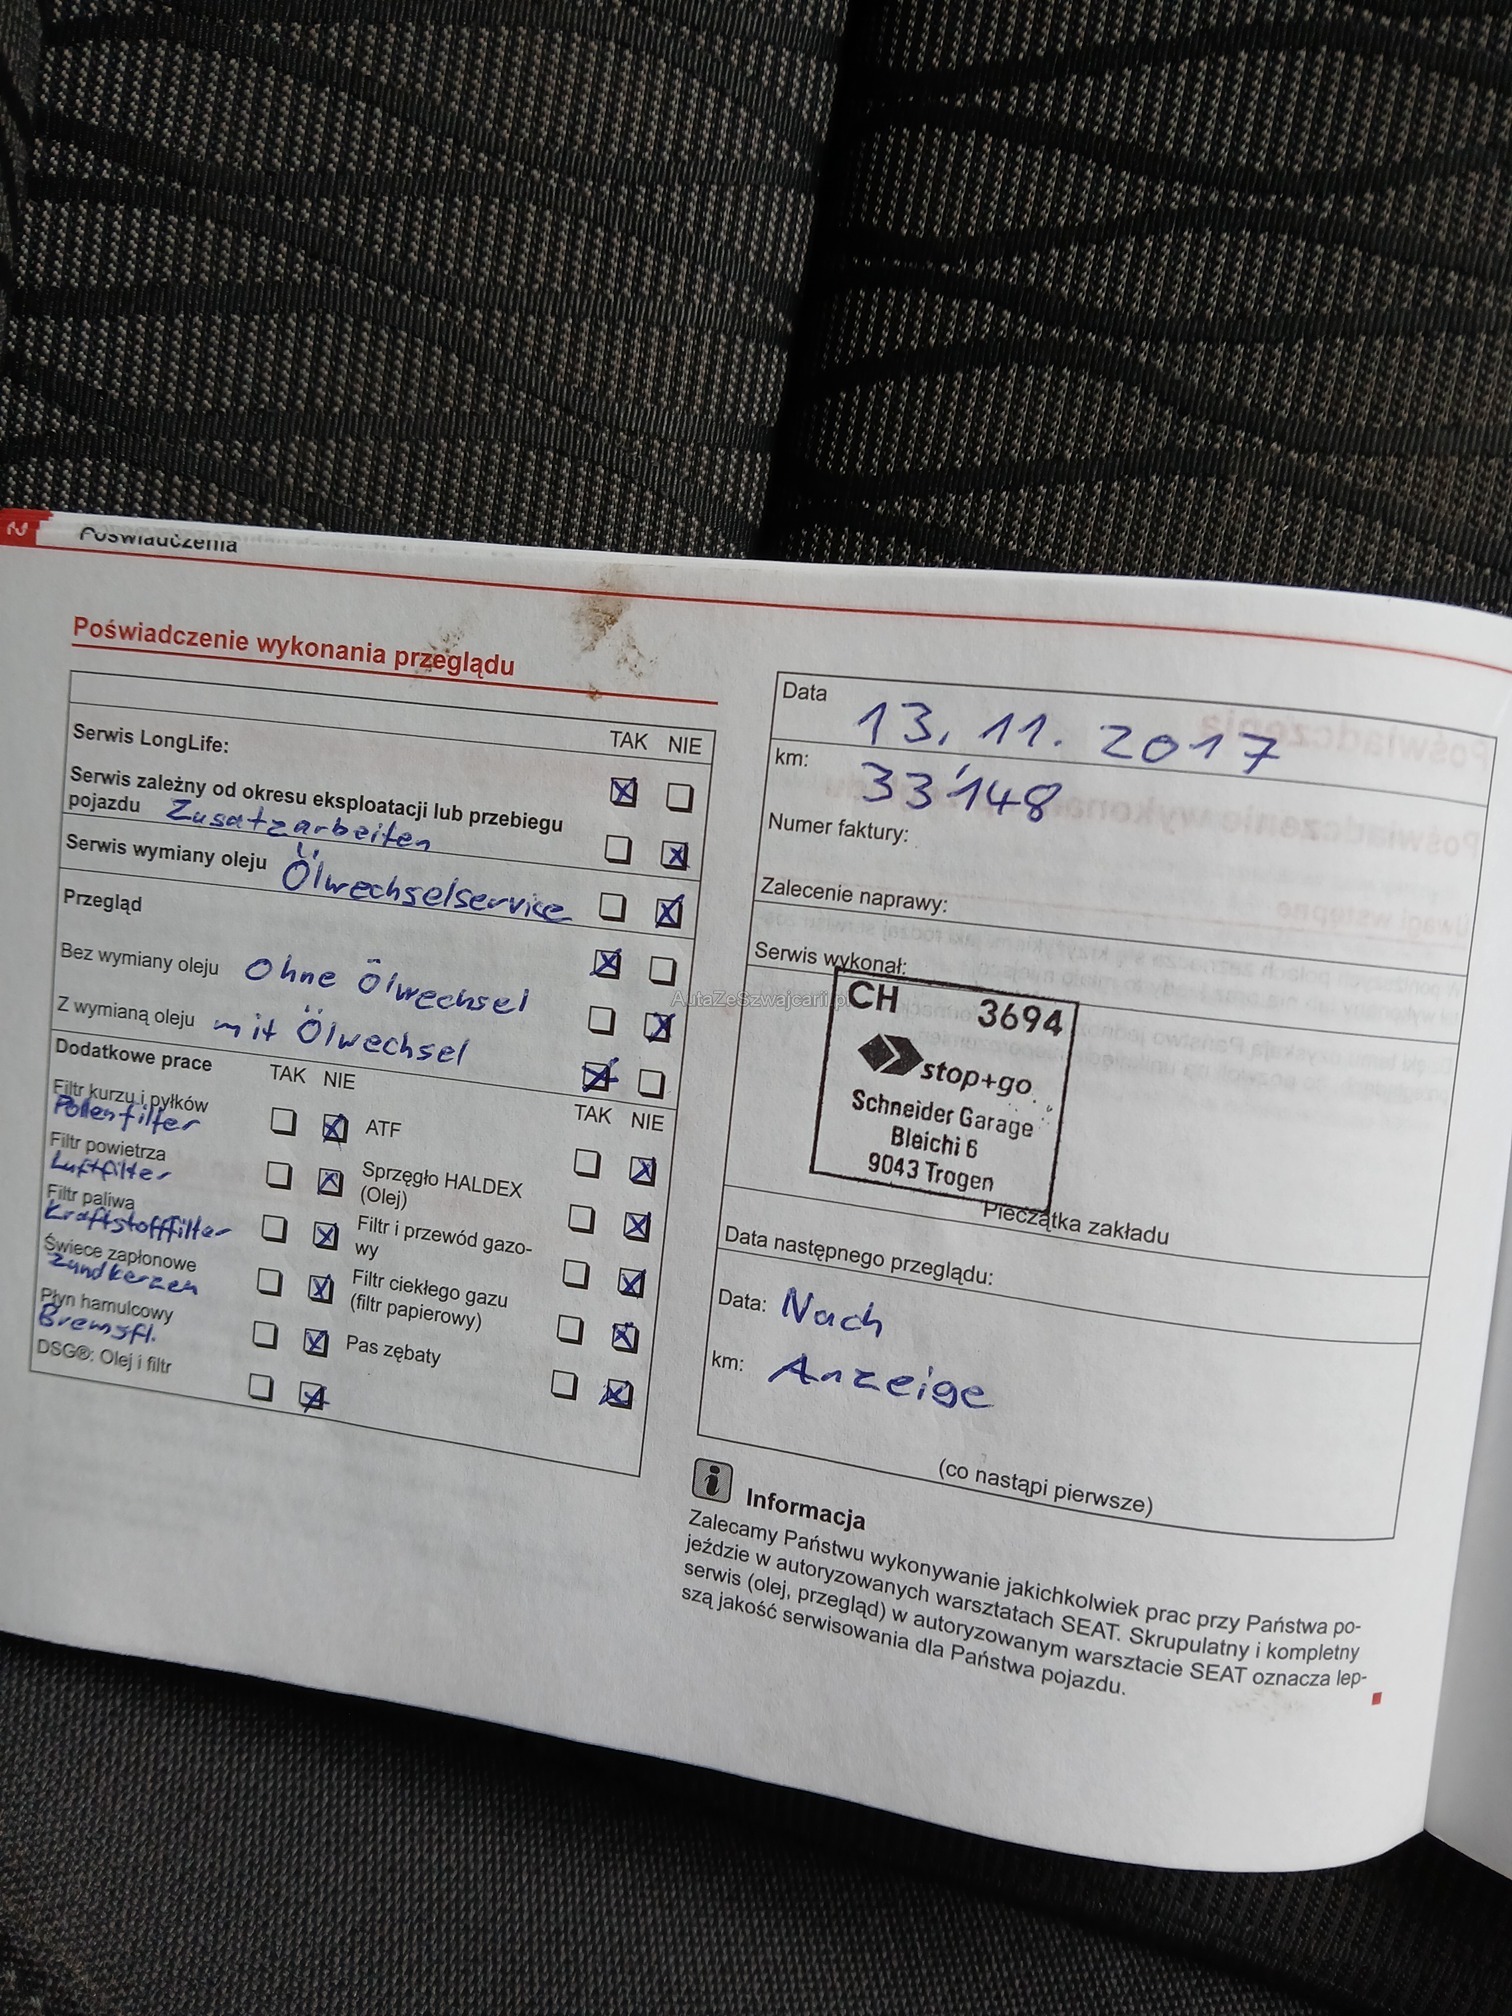 2 Poświadczenia
Poświadczenie wykonania przeglądu
TAK NIE
Serwis LongLife:
Serwis zależny od okresu eksploatacji lub przebiegu
pojazdu Zusatzarbeiten
Serwis wymiany oleju Ölwechselservice
Przegląd
Bez wymiany oleju Ohne Ölwechsel
Z wymianą oleju mit Ölwechsel
Dodatkowe prace TAK NIE
TAK NIE
Filtr kurzu i pyłków
Pollenfilter
Filtr powietrza
Luftfilter
Filtr paliwa
Kraftstofffilter
Świece zapłonowe
Zündkerzen
Płyn hamulcowy
Bremsfl.
DSG®: Olej i filtr
ATF
Sprzęgło HALDEX
(Olej)
Filtr i przewód gazo-
wy
Filtr ciekłego gazu
(filtr papierowy)
Pas zębaty
Data 13. 11. 2017
km: 33'148
Numer faktury:
Zalecenie naprawy:
Serwis wykonał:
CH 3694
stop+go
Schneider Garage
Bleichi 6
9043 Trogen
Pieczątka zakładu
Data następnego przeglądu:
Data: Nach
km: Anzeige
(co nastąpi pierwsze)
i Informacja
Zalecamy Państwu wykonywanie jakichkolwiek prac przy Państwa po-
jeździe w autoryzowanych warsztatach SEAT. Skrupulatny i kompletny
serwis (olej, przegląd) w autoryzowanym warsztacie SEAT oznacza lep-
szą jakość serwisowania dla Państwa pojazdu.
AutaZeSzwajcarii.pl